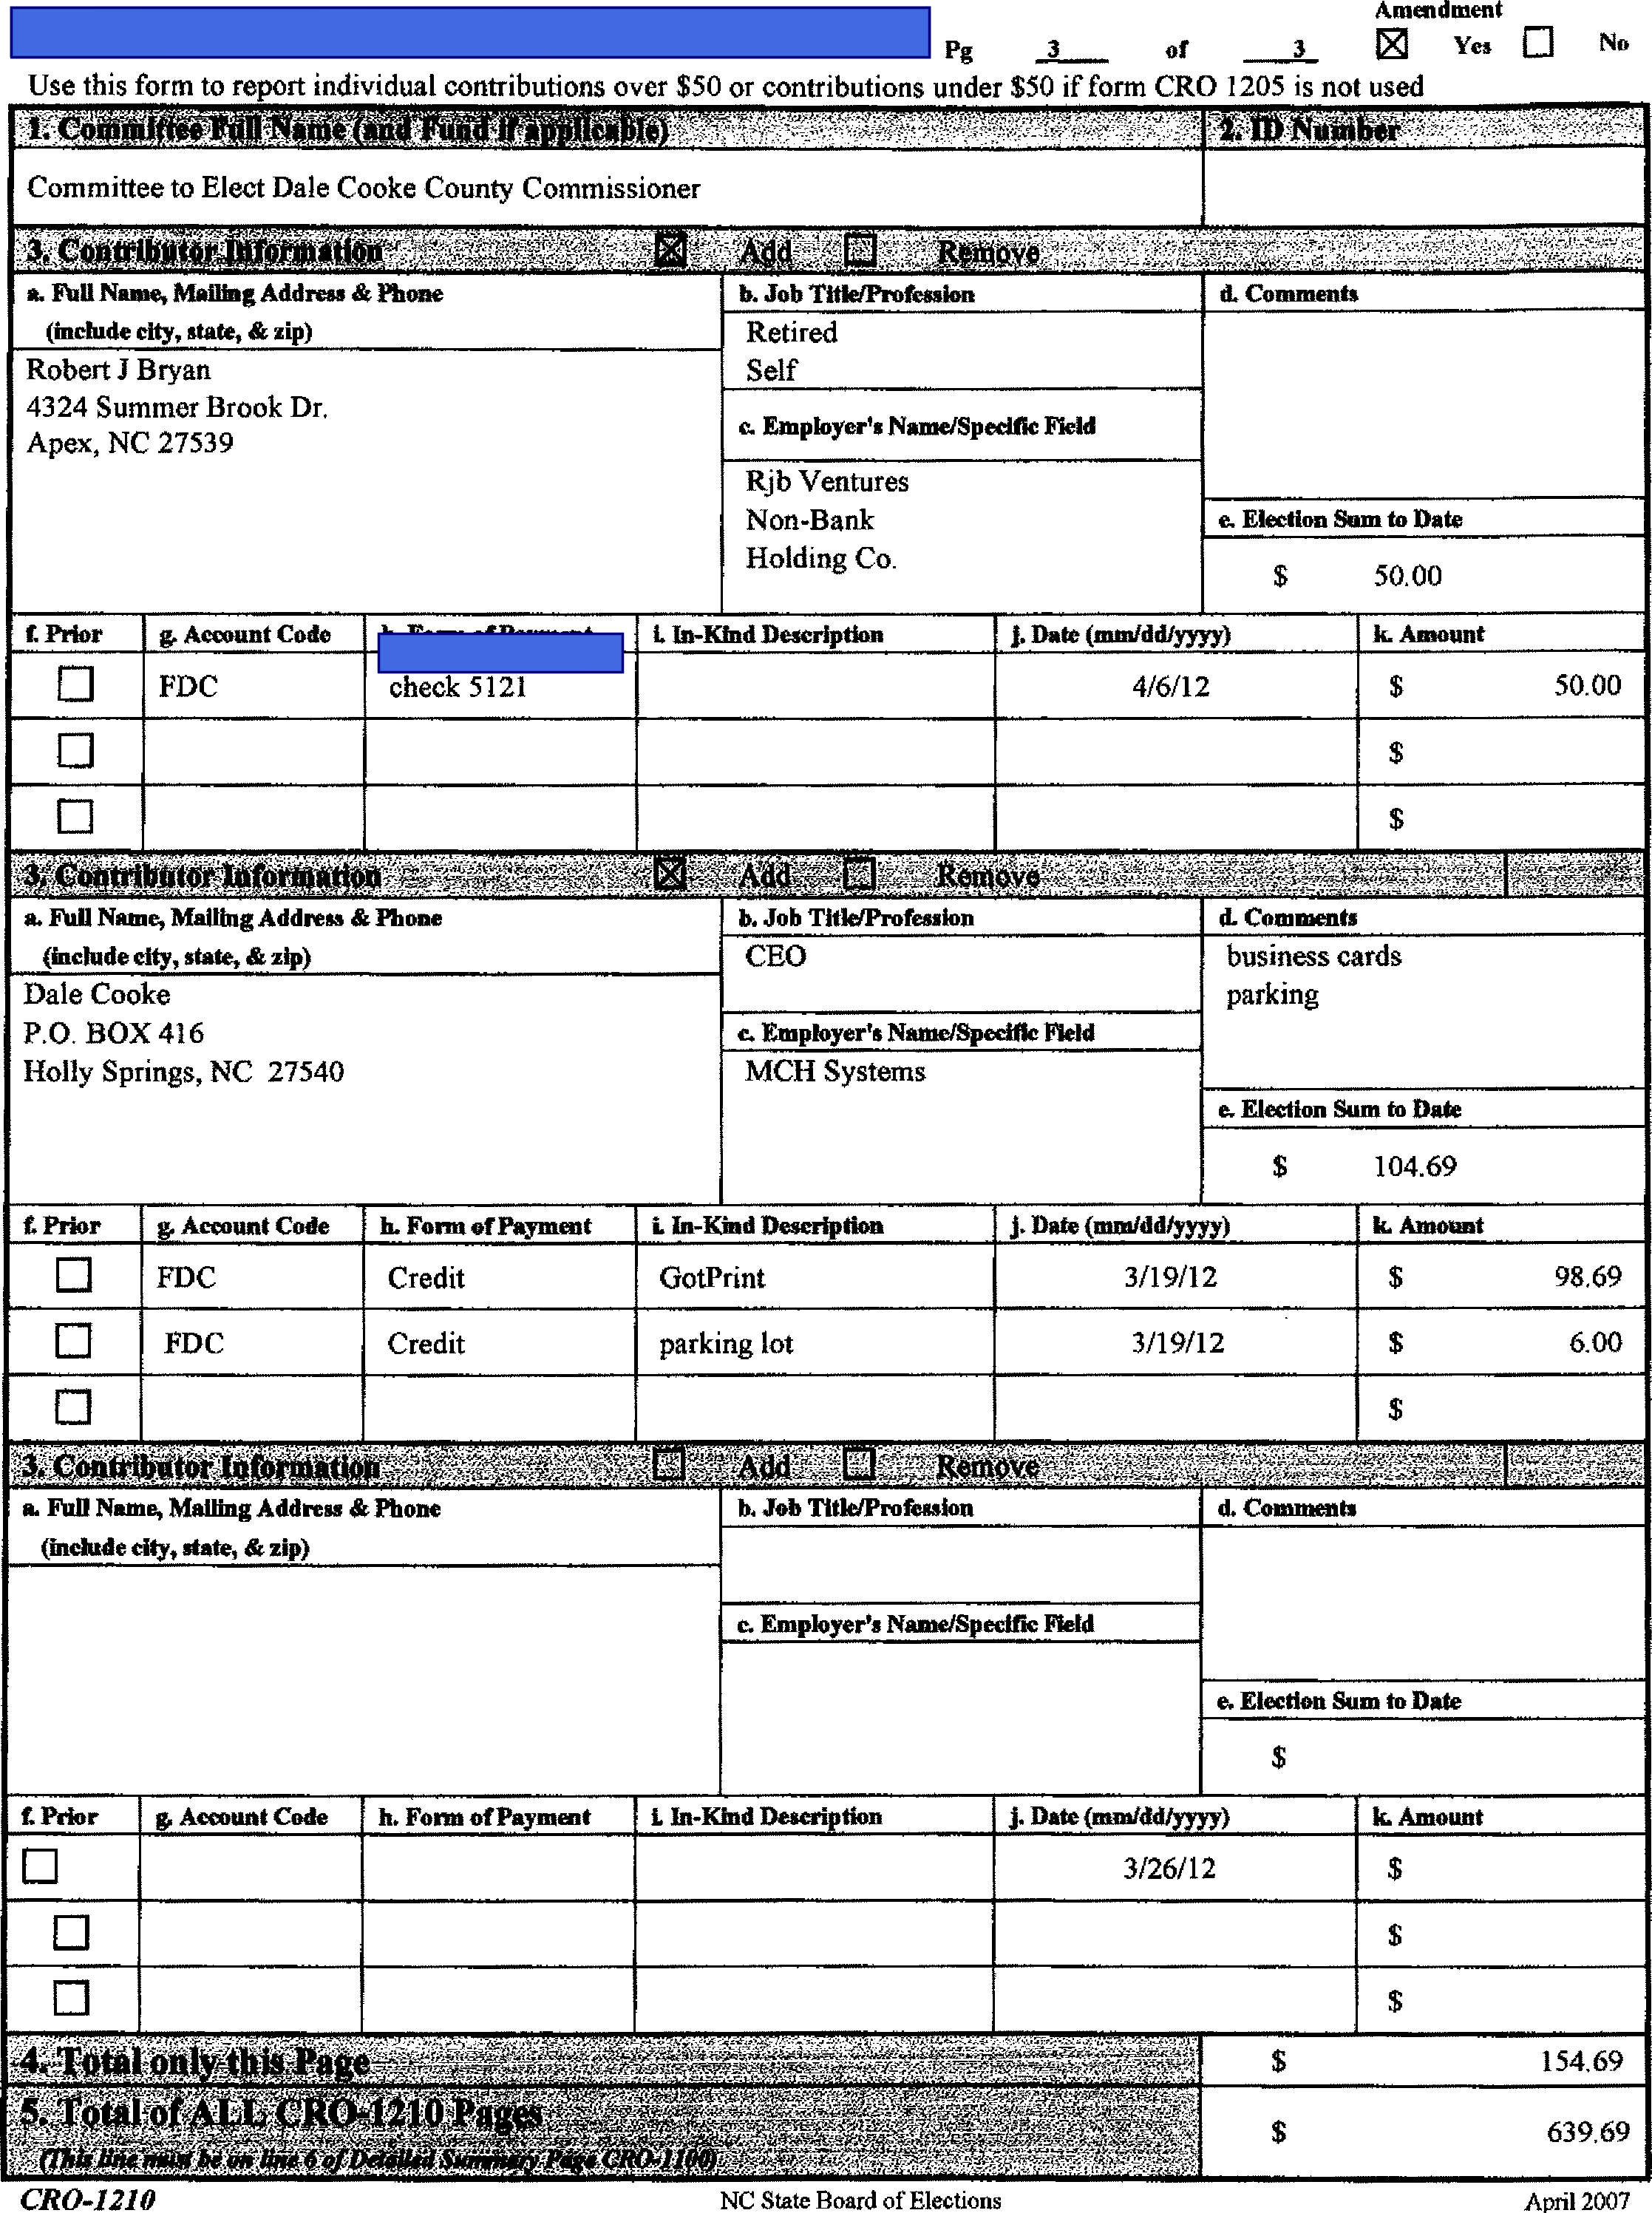 Amendment
Pg 3 of 3 ☒ Yes ☐ No
Use this form to report individual contributions over $50 or contributions under $50 if form CRO 1205 is not used
1. Committee Full Name (and Fund if applicable) 2. ID Number
Committee to Elect Dale Cooke County Commissioner
3. Contributor Information ☒ Add ☐ Remove
a. Full Name, Mailing Address & Phone b. Job Title/Profession d. Comments
(include city, state, & zip) Retired
Robert J Bryan Self
4324 Summer Brook Dr. c. Employer's Name/Specific Field
Apex, NC 27539
Rjb Ventures
Non-Bank e. Election Sum to Date
Holding Co. $ 50.00
f. Prior g. Account Code i. In-Kind Description j. Date (mm/dd/yyyy) k. Amount
☐ FDC check 5121 4/6/12 $ 50.00
☐ $
☐ $
3. Contributor Information ☒ Add ☐ Remove
a. Full Name, Mailing Address & Phone b. Job Title/Profession d. Comments
(include city, state, & zip) CEO business cards
Dale Cooke parking
P.O. BOX 416 c. Employer's Name/Specific Field
Holly Springs, NC 27540 MCH Systems
e. Election Sum to Date
$ 104.69
f. Prior g. Account Code h. Form of Payment i. In-Kind Description j. Date (mm/dd/yyyy) k. Amount
☐ FDC Credit GotPrint 3/19/12 $ 98.69
☐ FDC Credit parking lot 3/19/12 $ 6.00
☐ $
3. Contributor Information ☐ Add ☐ Remove
a. Full Name, Mailing Address & Phone b. Job Title/Profession d. Comments
(include city, state, & zip)
c. Employer's Name/Specific Field
e. Election Sum to Date
$
f. Prior g. Account Code h. Form of Payment i. In-Kind Description j. Date (mm/dd/yyyy) k. Amount
☐ 3/26/12 $
☐ $
☐ $
4. Total only this Page $ 154.69
5. Total of ALL CRO-1210 Pages $ 639.69
(This line must be on line 6 of Detailed Summary Page CRO-1100)
CRO-1210 NC State Board of Elections April 2007